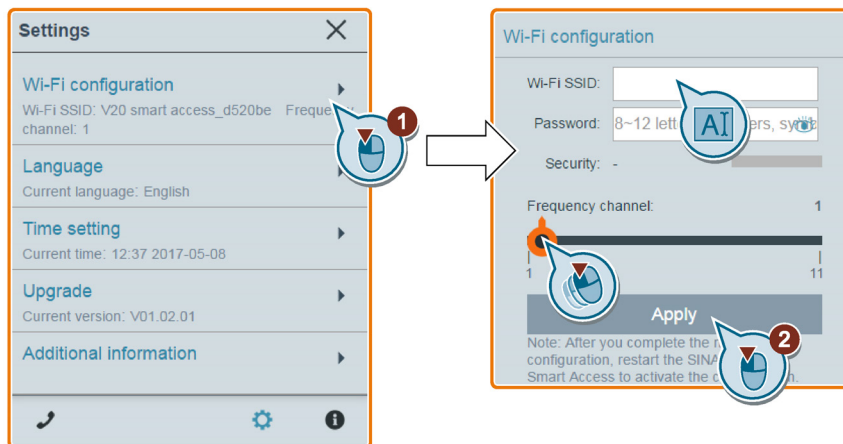 Settings
Wi-Fi configuration
Wi-Fi SSID: V20 smart access_d520be
channel: 1
1
Language
Current language: English
Time setting
Current time: 12:37 2017-05-08
Upgrade
Current version: V01.02.01
Additional information
Wi-Fi configuration
Wi-Fi SSID:
Password: 8~12
AI
Security: -
Frequency channel: 1
1 11
Apply
2
Note: After you complete the
configuration, restart the
Smart Access to activate the